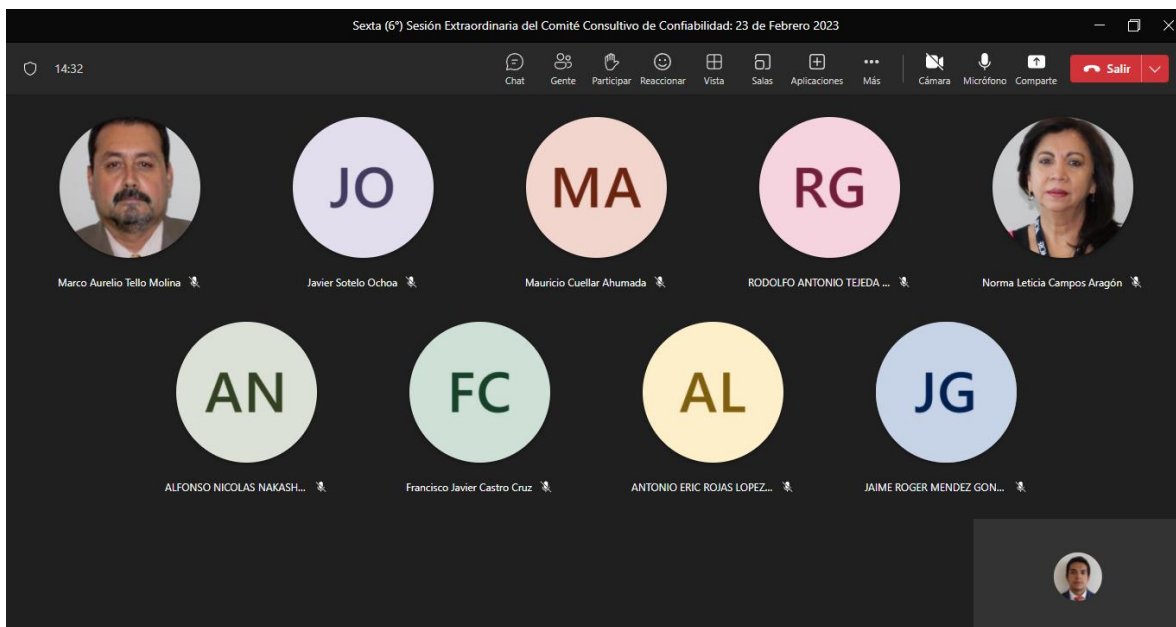 Sexta (6°) Sesión Extraordinaria del Comité Consultivo de Confiabilidad: 23 de Febrero 2023
14:32
Chat Gente Participar Reaccionar Vista Salas Aplicaciones Más Cámara Micrófono Comparte Salir
JO MA RG
Marco Aurelio Tello Molina Javier Sotelo Ochoa Mauricio Cuellar Ahumada RODOLFO ANTONIO TEJEDA ... Norma Leticia Campos Aragón
AN FC AL JG
ALFONSO NICOLAS NAKASH... Francisco Javier Castro Cruz ANTONIO ERIC ROJAS LOPEZ... JAIME ROGER MENDEZ GON...